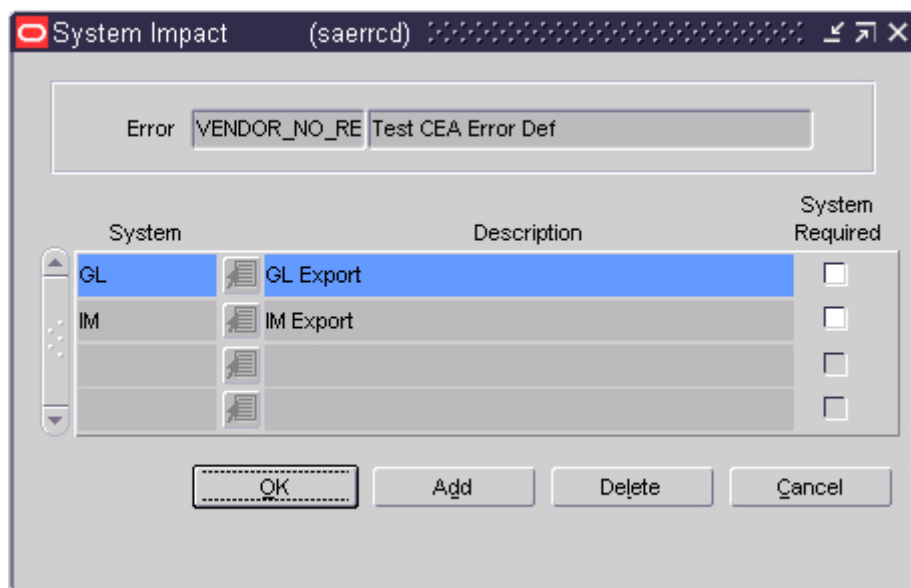 System Impact (saerrcd)
Error VENDOR_NO_RE Test CEA Error Def
System Description System Required
GL GL Export
IM IM Export
OK Add Delete Cancel